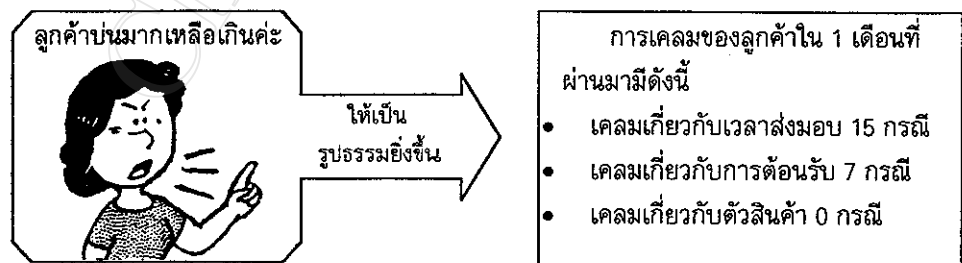 ลูกค้าบ่นมากเหลือเกินค่ะ
ให้เป็น
รูปธรรมยิ่งขึ้น
การเคลมของลูกค้าใน 1 เดือนที่
ผ่านมามีดังนี้
• เคลมเกี่ยวกับเวลาส่งมอบ 15 กรณี
• เคลมเกี่ยวกับการต้อนรับ 7 กรณี
• เคลมเกี่ยวกับตัวสินค้า 0 กรณี